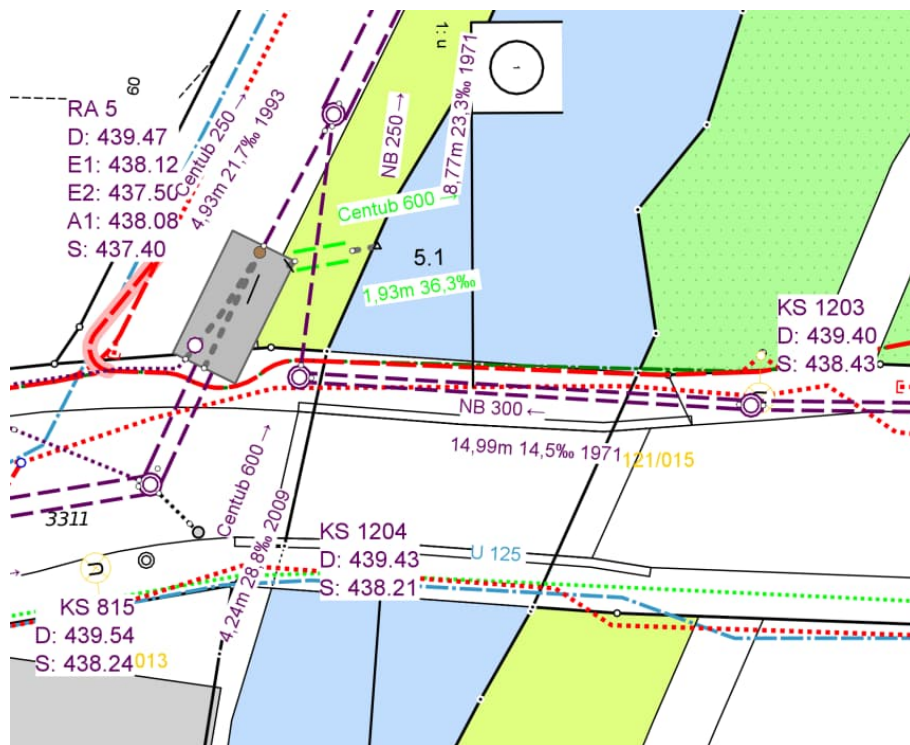 60
RA 5
D: 439.47
E1: 438.12
E2: 437.50
A1: 438.08
S: 437.40
Centub 250 →
4,93m 21,7‰ 1993
1: u
1
NB 250 →
8,77m 23,3‰ 1971
Centub 600 →
1,93m 36,3‰
5.1
KS 1203
D: 439.40
S: 438.43
NB 300 ←
14,99m 14,5‰ 1971
121/015
Centub 600 →
4,24m 28,8‰ 2009
3311
KS 1204
D: 439.43
S: 438.21
U 125
KS 815
D: 439.54
S: 438.24
013